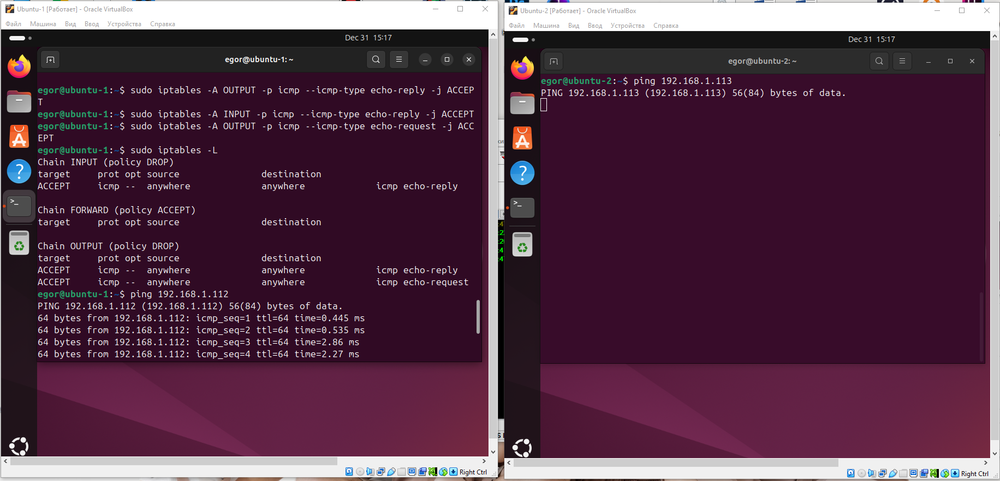 Ubuntu-1 [Работает] - Oracle VirtualBox
Файл Машина Вид Ввод Устройства Справка
Dec 31 15:17
egor@ubuntu-1: ~
egor@ubuntu-1:~$ sudo iptables -A OUTPUT -p icmp --icmp-type echo-reply -j ACCEP
T
egor@ubuntu-1:~$ sudo iptables -A INPUT -p icmp --icmp-type echo-reply -j ACCEPT
egor@ubuntu-1:~$ sudo iptables -A OUTPUT -p icmp --icmp-type echo-request -j ACC
EPT
egor@ubuntu-1:~$ sudo iptables -L
Chain INPUT (policy DROP)
target prot opt source destination
ACCEPT icmp -- anywhere anywhere icmp echo-reply
Chain FORWARD (policy ACCEPT)
target prot opt source destination
Chain OUTPUT (policy DROP)
target prot opt source destination
ACCEPT icmp -- anywhere anywhere icmp echo-reply
ACCEPT icmp -- anywhere anywhere icmp echo-request
egor@ubuntu-1:~$ ping 192.168.1.112
PING 192.168.1.112 (192.168.1.112) 56(84) bytes of data.
64 bytes from 192.168.1.112: icmp_seq=1 ttl=64 time=0.445 ms
64 bytes from 192.168.1.112: icmp_seq=2 ttl=64 time=0.535 ms
64 bytes from 192.168.1.112: icmp_seq=3 ttl=64 time=2.86 ms
64 bytes from 192.168.1.112: icmp_seq=4 ttl=64 time=2.27 ms
Right Ctrl
Ubuntu-2 [Работает] - Oracle VirtualBox
Файл Машина Вид Ввод Устройства Справка
Dec 31 15:17
egor@ubuntu-2: ~
egor@ubuntu-2:~$ ping 192.168.1.113
PING 192.168.1.113 (192.168.1.113) 56(84) bytes of data.
Right Ctrl